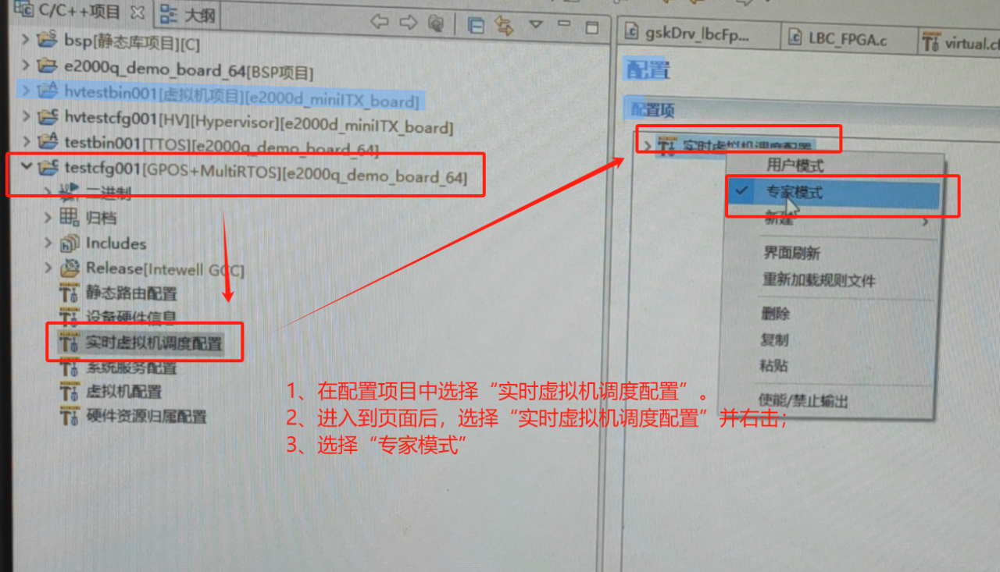 C/C++项目
大纲
bsp[静态库项目][C]
e2000q_demo_board_64[BSP项目]
hvtestbin001[虚拟机项目][e2000d_miniITX_board]
hvtestcfg001[HV][Hypervisor][e2000d_miniITX_board]
testbin001[TTOS][e2000q_demo_board_64]
testcfg001[GPOS+MultiRTOS][e2000q_demo_board_64]
二进制
归档
Includes
Release[Intewell GCC]
静态路由配置
设备硬件信息
实时虚拟机调度配置
系统服务配置
虚拟机配置
硬件资源归属配置
gskDrv_lbcFp...
LBC_FPGA.c
virtual.cf
配置
配置项
实时虚拟机调度配置
用户模式
专家模式
新建
界面刷新
重新加载规则文件
删除
复制
粘贴
使能/禁止输出
1、在配置项目中选择“实时虚拟机调度配置”。
2、进入到页面后，选择“实时虚拟机调度配置”并右击；
3、选择“专家模式”